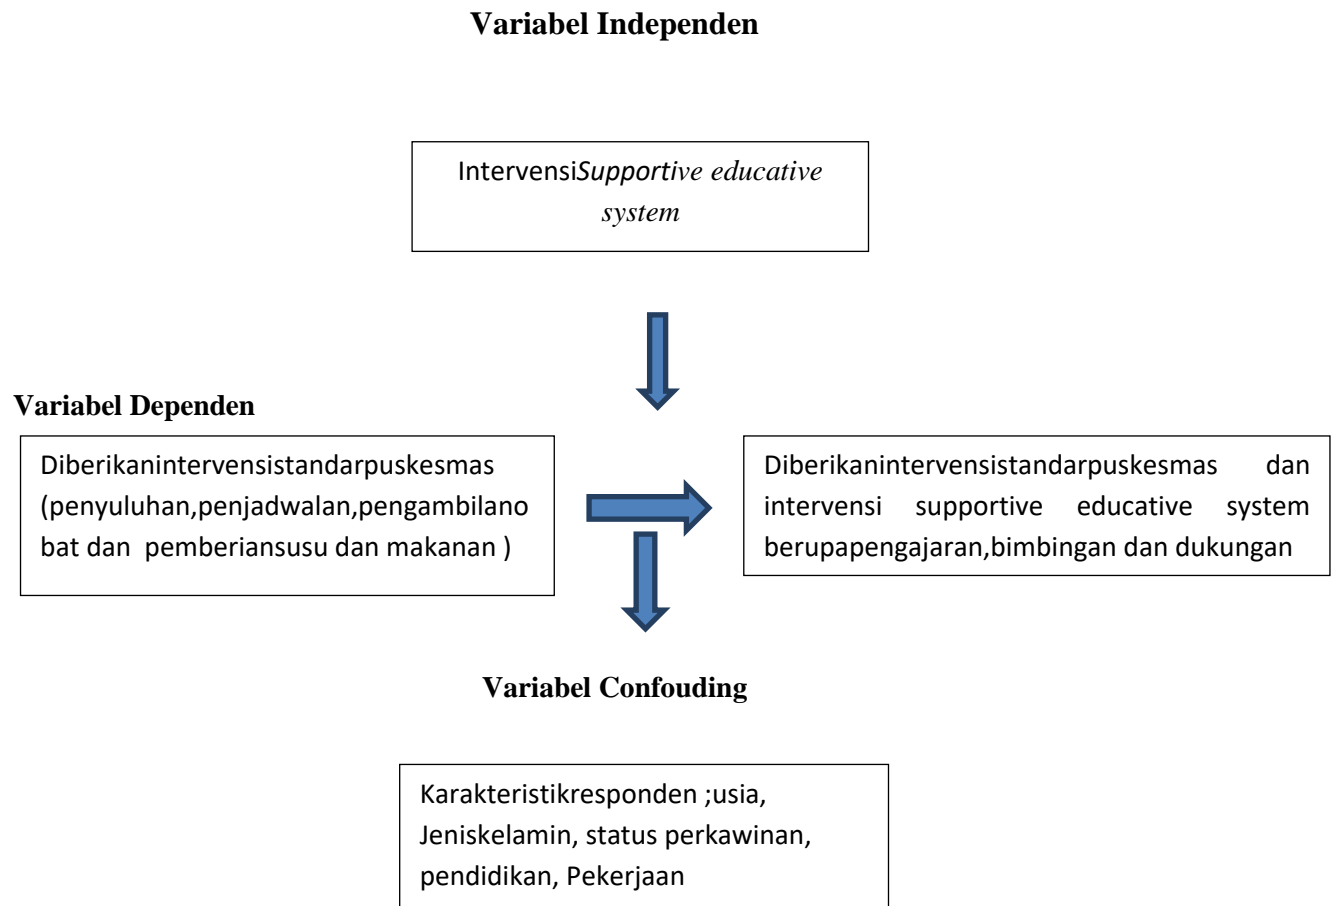 Variabel Independen
IntervensiSupportive educative
system
Variabel Dependen
Diberikanintervensistandarpuskesmas
(penyuluhan,penjadwalan,pengambilano
bat dan pemberiansusu dan makanan )
Diberikanintervensistandarpuskesmas dan
intervensi supportive educative system
berupapengajaran,bimbingan dan dukungan
Variabel Confouding
Karakteristikresponden ;usia,
Jeniskelamin, status perkawinan,
pendidikan, Pekerjaan